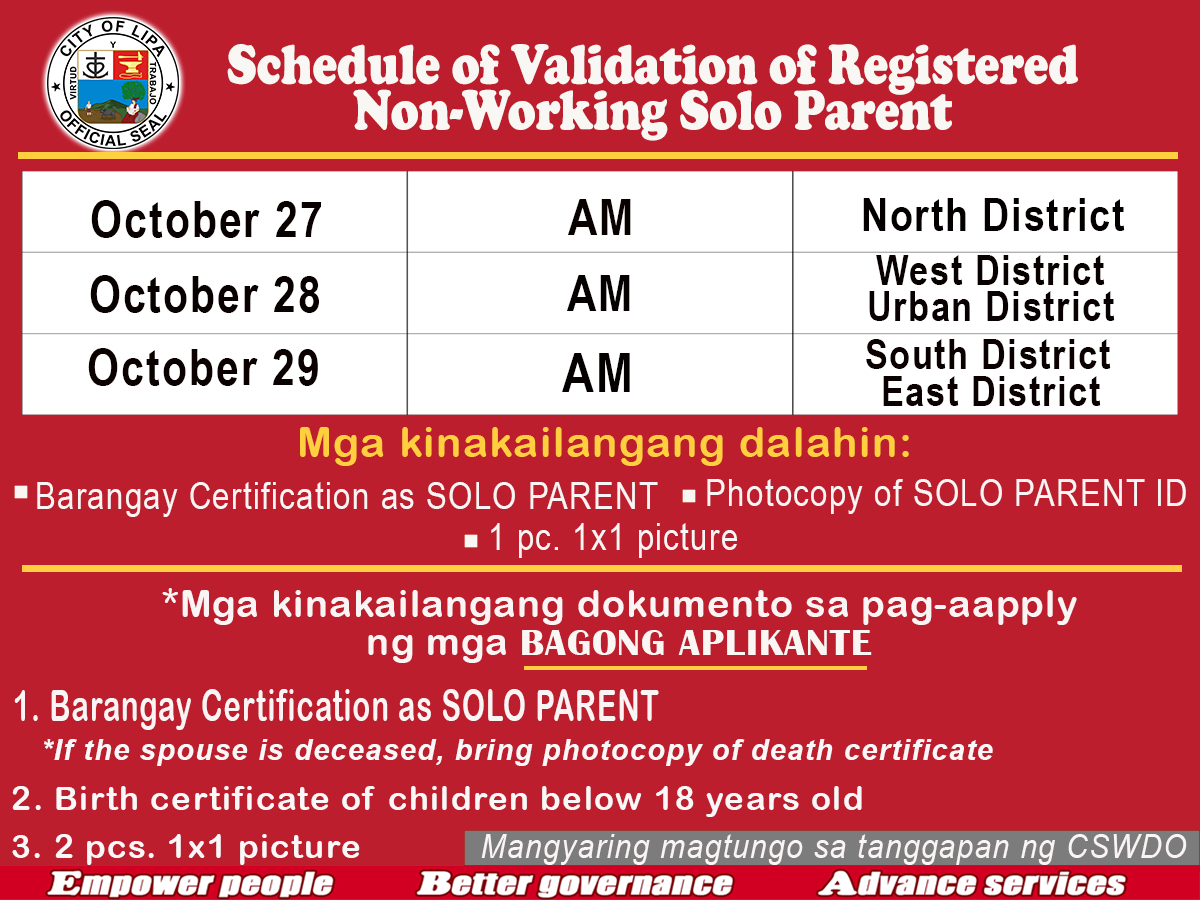 CITY OF LIPA
VIRTUD Y TRABAJO
OFFICIAL SEAL
Schedule of Validation of Registered
Non-Working Solo Parent
October 27 AM North District
October 28 AM West District
Urban District
October 29 AM South District
East District
Mga kinakailangang dalahin:
Barangay Certification as SOLO PARENT
Photocopy of SOLO PARENT ID
1 pc. 1x1 picture
*Mga kinakailangang dokumento sa pag-aapply
ng mga BAGONG APLIKANTE
1. Barangay Certification as SOLO PARENT
*If the spouse is deceased, bring photocopy of death certificate
2. Birth certificate of children below 18 years old
3. 2 pcs. 1x1 picture
Mangyaring magtungo sa tanggapan ng CSWDO
Empower people Better governance Advance services